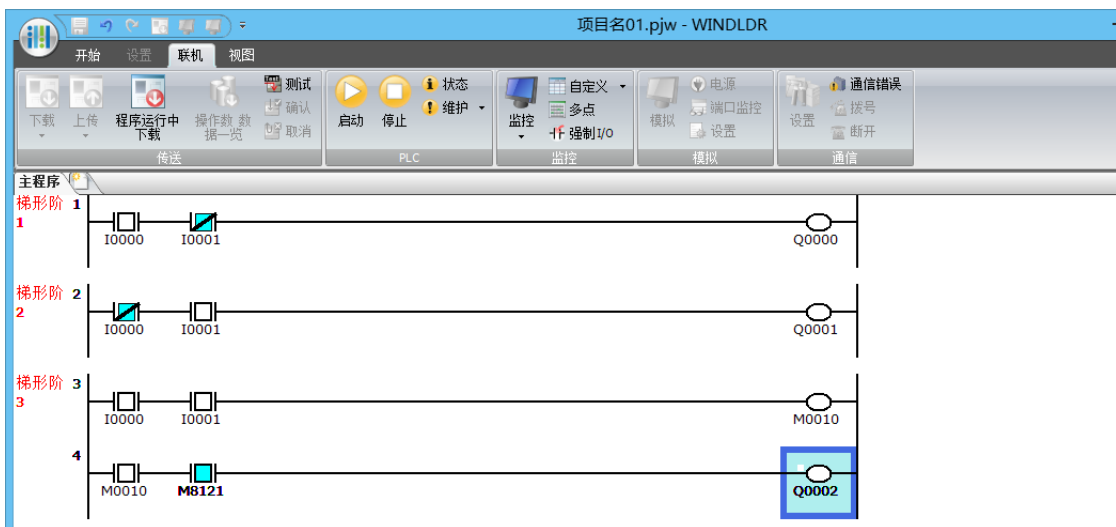 项目名01.pjw - WINDLDR
开始 设置 联机 视图
下载 上传 程序运行中下载 操作数 数据一览 测试 确认 取消
启动 停止 状态 维护
监控 自定义 多点 强制I/O
模拟 电源 端口监控 设置
设置 通信错误 拨号 断开
传送 PLC 监控 模拟 通信
主程序
梯形阶 1
1
I0000 I0001 Q0000
梯形阶 2
2
I0000 I0001 Q0001
梯形阶 3
3
I0000 I0001 M0010
4
M0010 M8121 Q0002